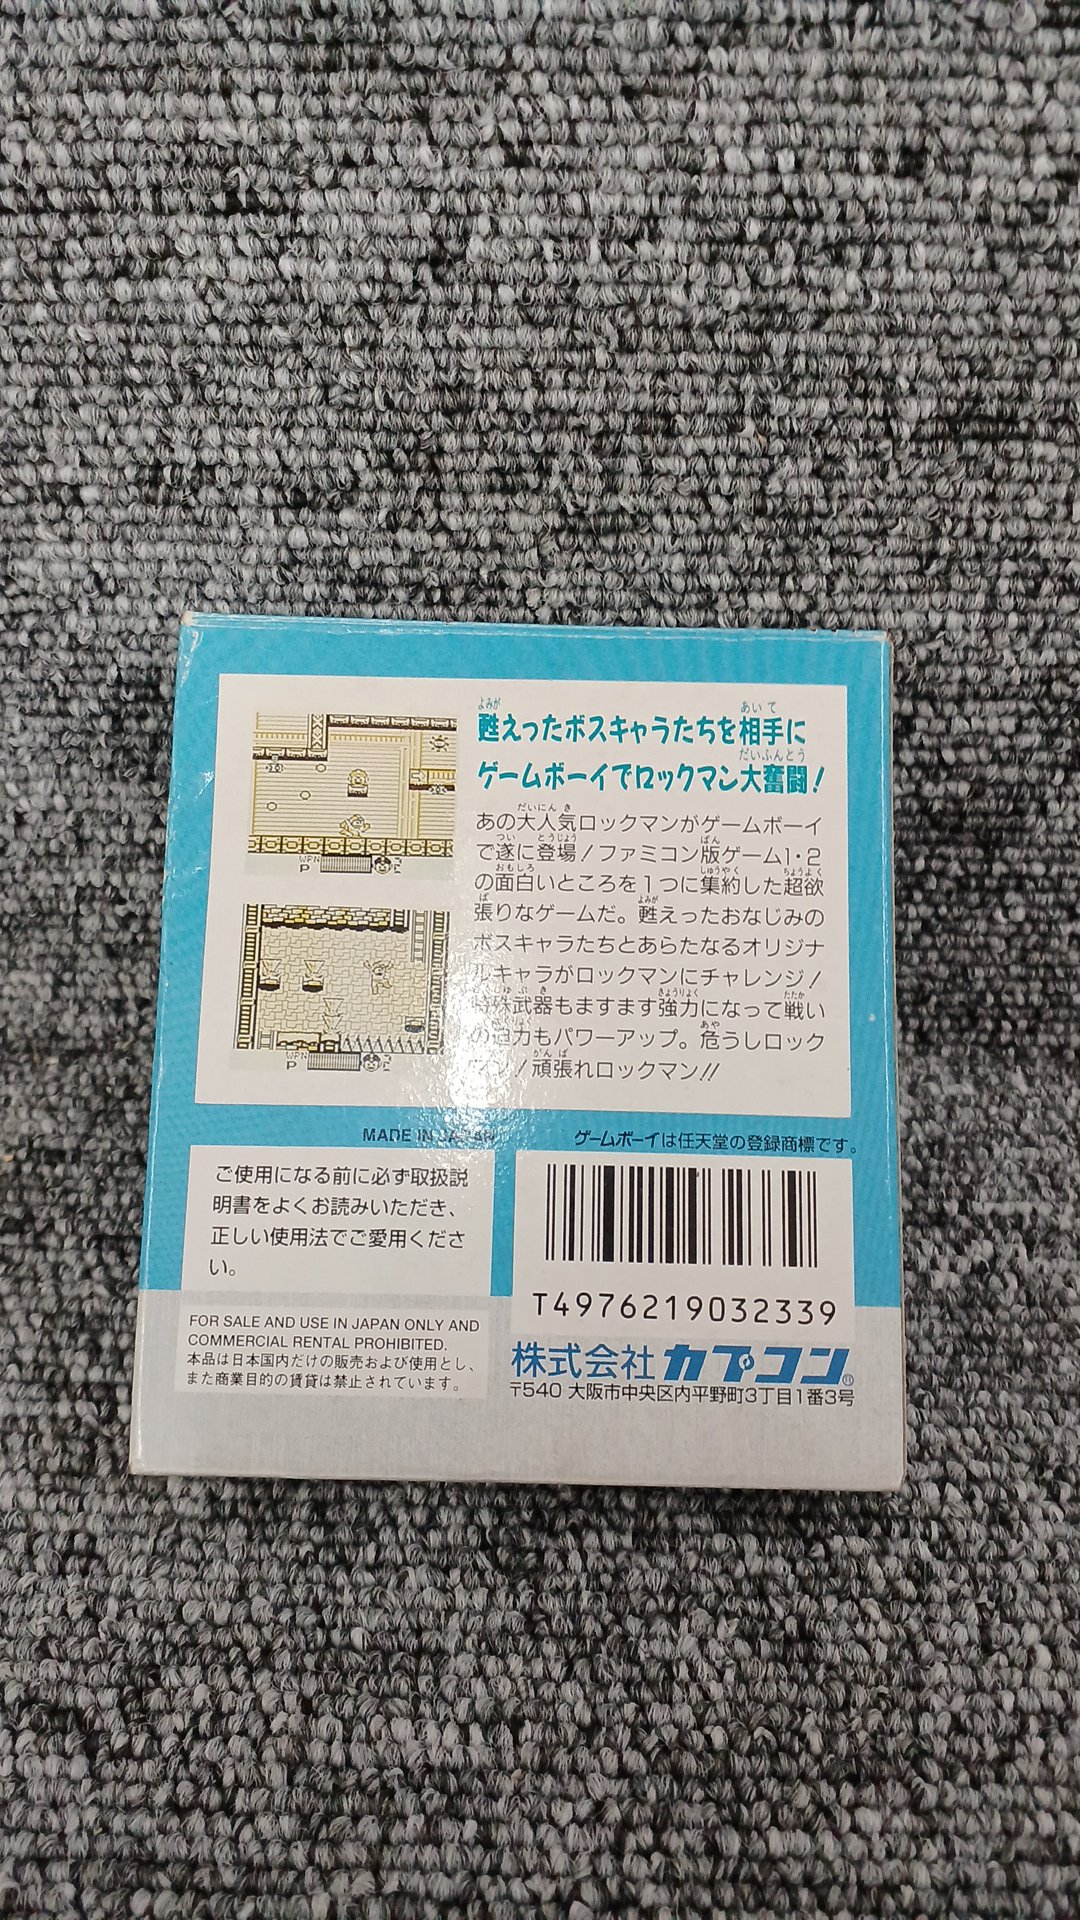 甦えったボスキャラたちを相手に
ゲームボーイでロックマン大奮闘!
あの大人気ロックマンがゲームボーイ
で遂に登場!ファミコン版ゲーム1・2
の面白いところを1つに集約した超欲
張りなゲームだ。甦えったおなじみの
ボスキャラたちとあらたなるオリジナ
ルキャラがロックマンにチャレンジ!
特殊武器もますます強力になって戦い
の迫力もパワーアップ。危うしロック
マン!頑張れロックマン!!
WPN
P
WPN
P
MADE IN JAPAN
ゲームボーイは任天堂の登録商標です。
ご使用になる前に必ず取扱説
明書をよくお読みいただき、
正しい使用法でご愛用くださ
い。
FOR SALE AND USE IN JAPAN ONLY AND
COMMERCIAL RENTAL PROHIBITED.
本品は日本国内だけの販売および使用とし、
また商業目的の賃貸は禁止されています。
T4976219032339
株式会社カプコン®
〒540 大阪市中央区内平野町3丁目1番3号